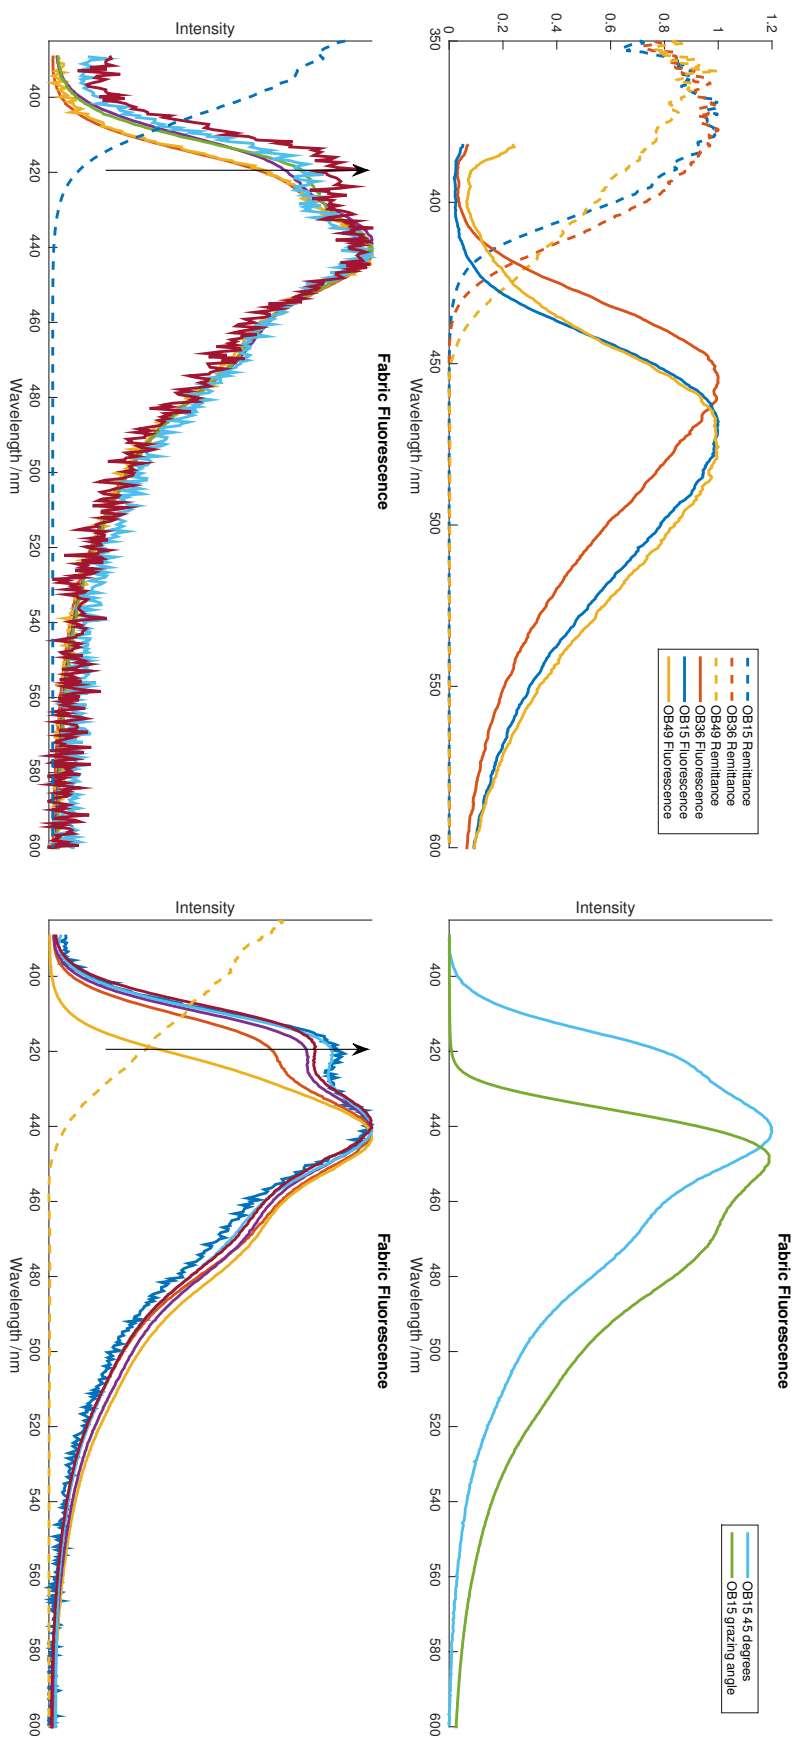 1.2
1
0.8
0.6
0.4
0.2
0
350
400
450
500
550
600
Wavelength /nm
OB15 Remittance
OB36 Remittance
OB49 Remittance
OB36 Fluorescence
OB15 Fluorescence
OB49 Fluorescence
Fabric Fluorescence
Intensity
400
420
440
460
480
500
520
540
560
580
600
Wavelength /nm
OB15 45 degrees
OB15 grazing angle
Fabric Fluorescence
Intensity
400
420
440
460
480
500
520
540
560
580
600
Wavelength /nm
Fabric Fluorescence
Intensity
400
420
440
460
480
500
520
540
560
580
600
Wavelength /nm